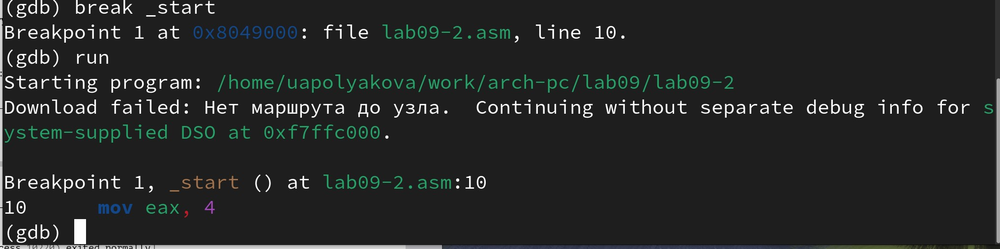 (gdb) break _start
Breakpoint 1 at 0x8049000: file lab09-2.asm, line 10.
(gdb) run
Starting program: /home/uapolyakova/work/arch-pc/lab09/lab09-2
Download failed: Нет маршрута до узла.  Continuing without separate debug info for s
ystem-supplied DSO at 0xf7ffc000.
Breakpoint 1, _start () at lab09-2.asm:10
10      mov eax, 4
(gdb)
exited normally